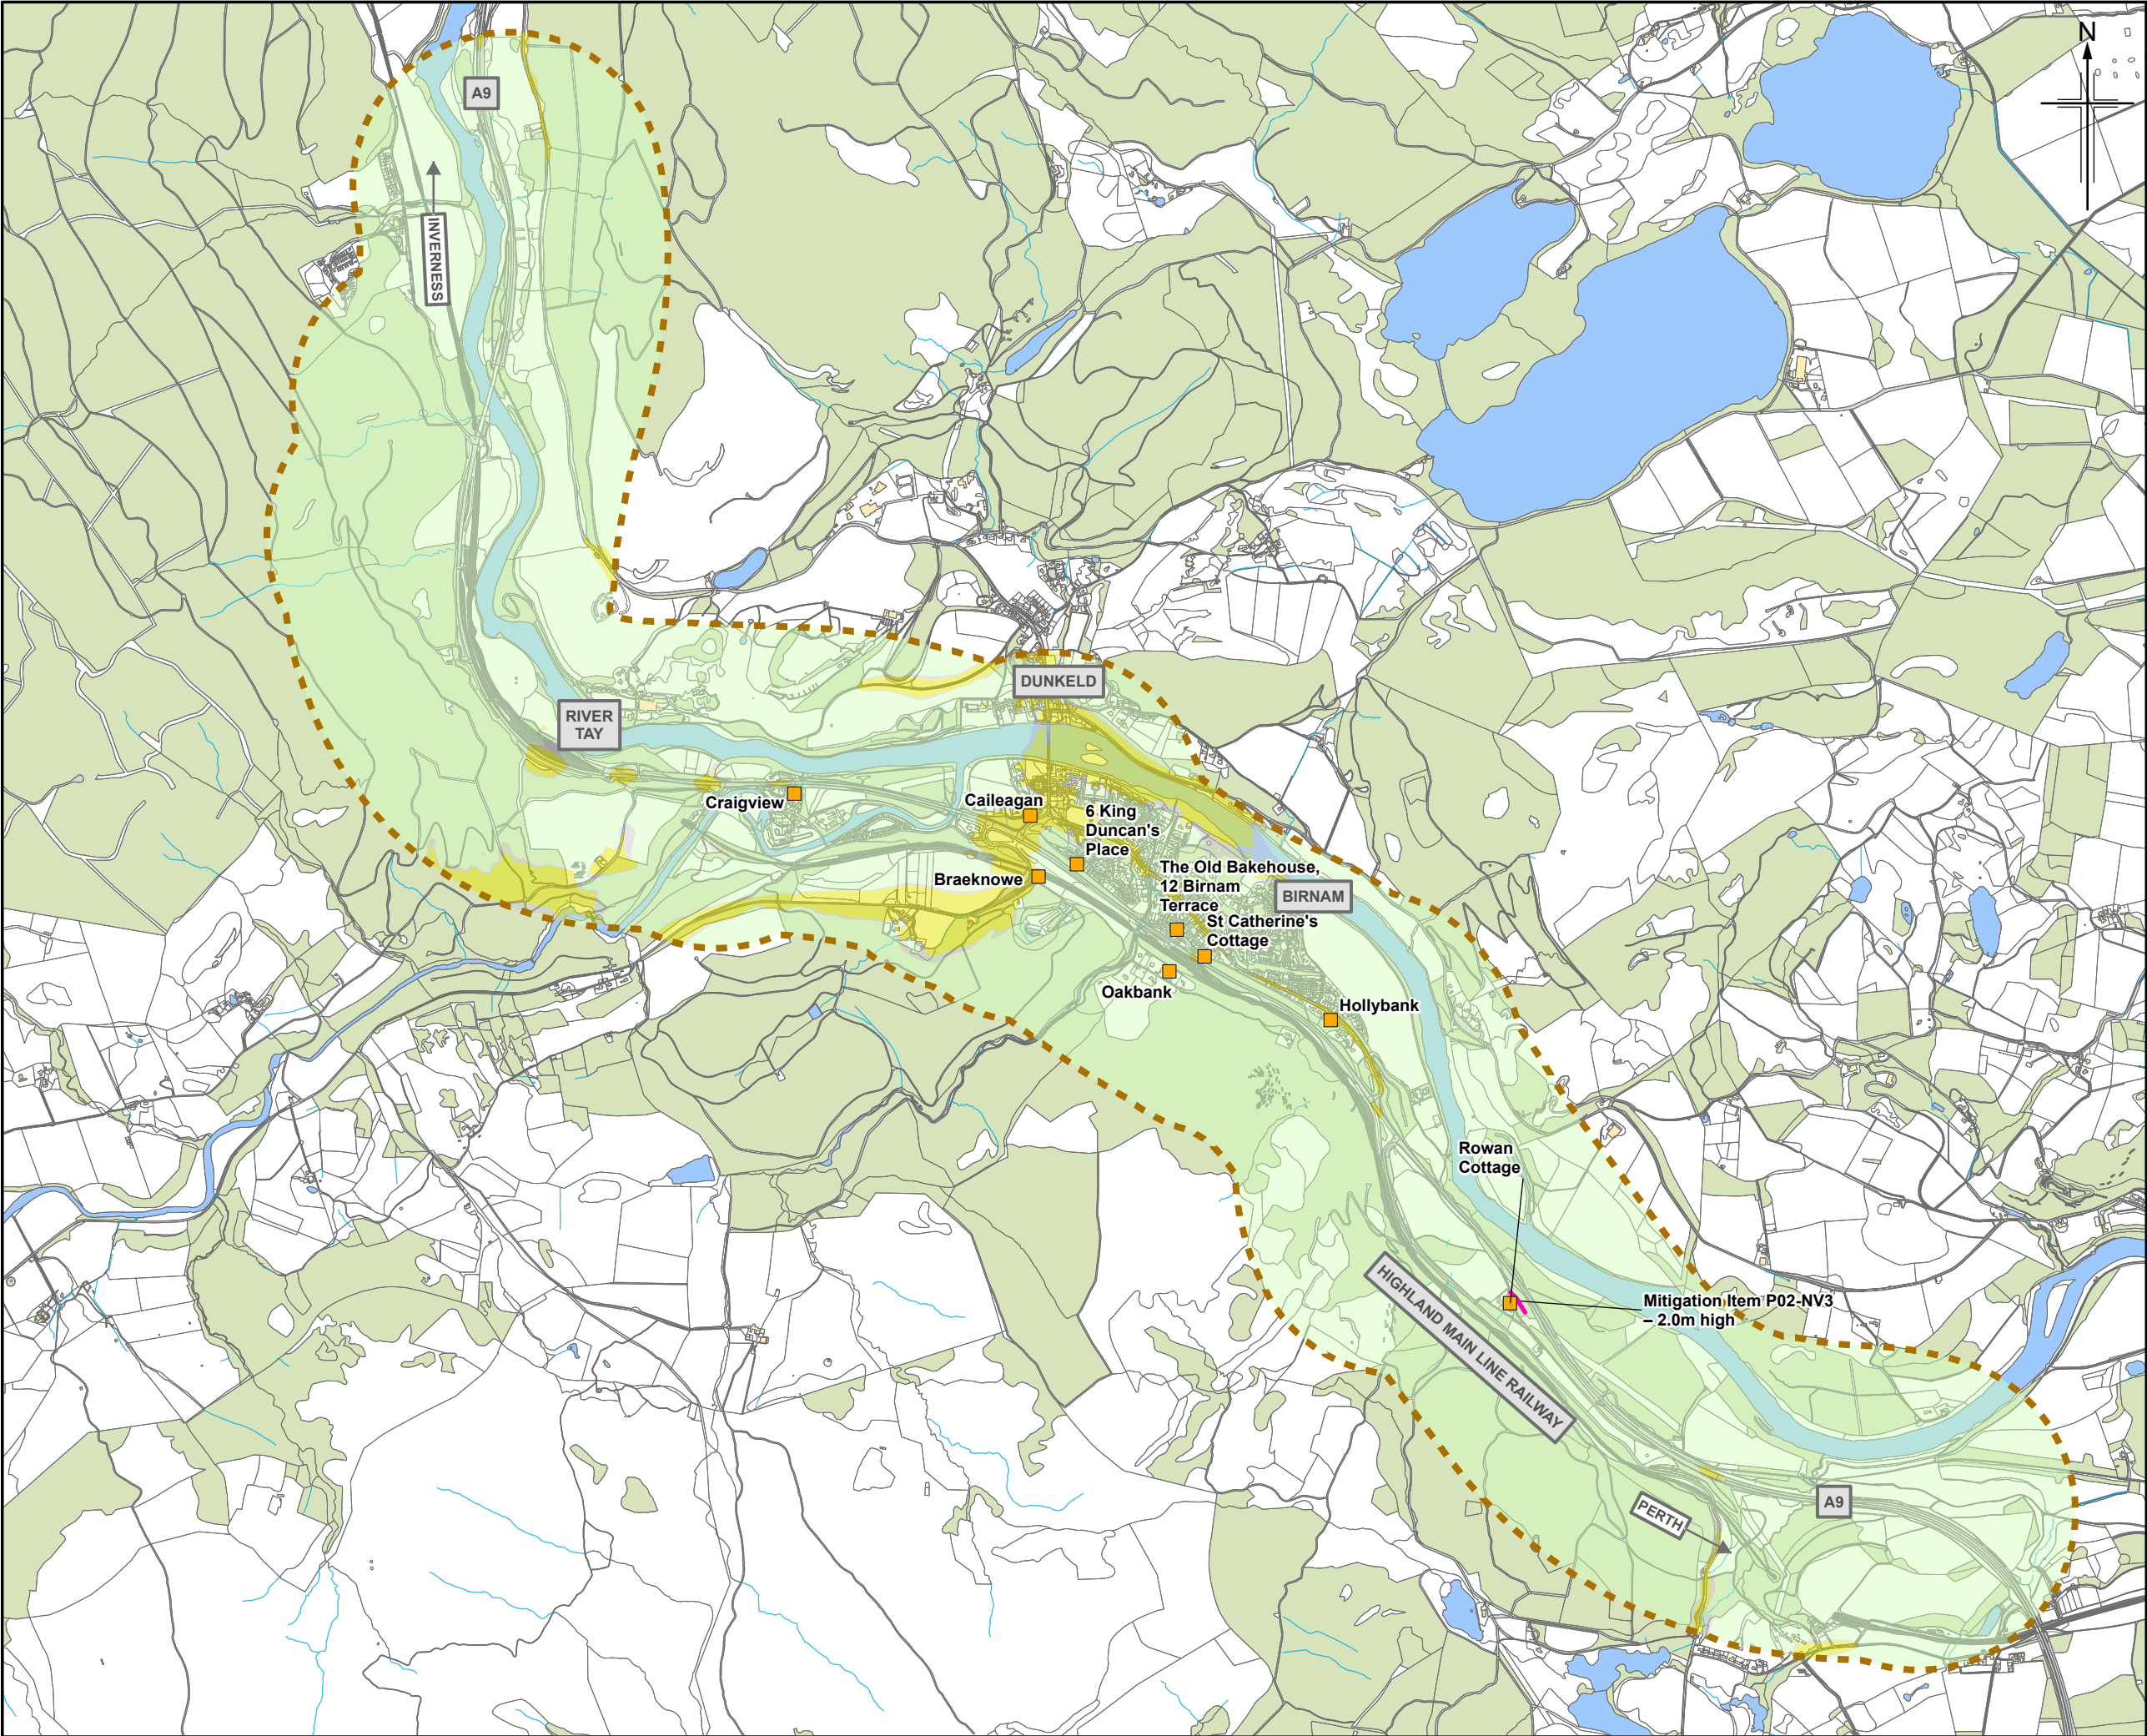 N
A9
INVERNESS
DUNKELD
RIVER
TAY
Craigview
Caileagan
6 King
Duncan's
Place
Braeknowe
The Old Bakehouse,
12 Birnam
Terrace
BIRNAM
St Catherine's
Cottage
Oakbank
Hollybank
Rowan
Cottage
Mitigation Item P02-NV3
– 2.0m high
HIGHLAND MAIN LINE RAILWAY
PERTH
A9